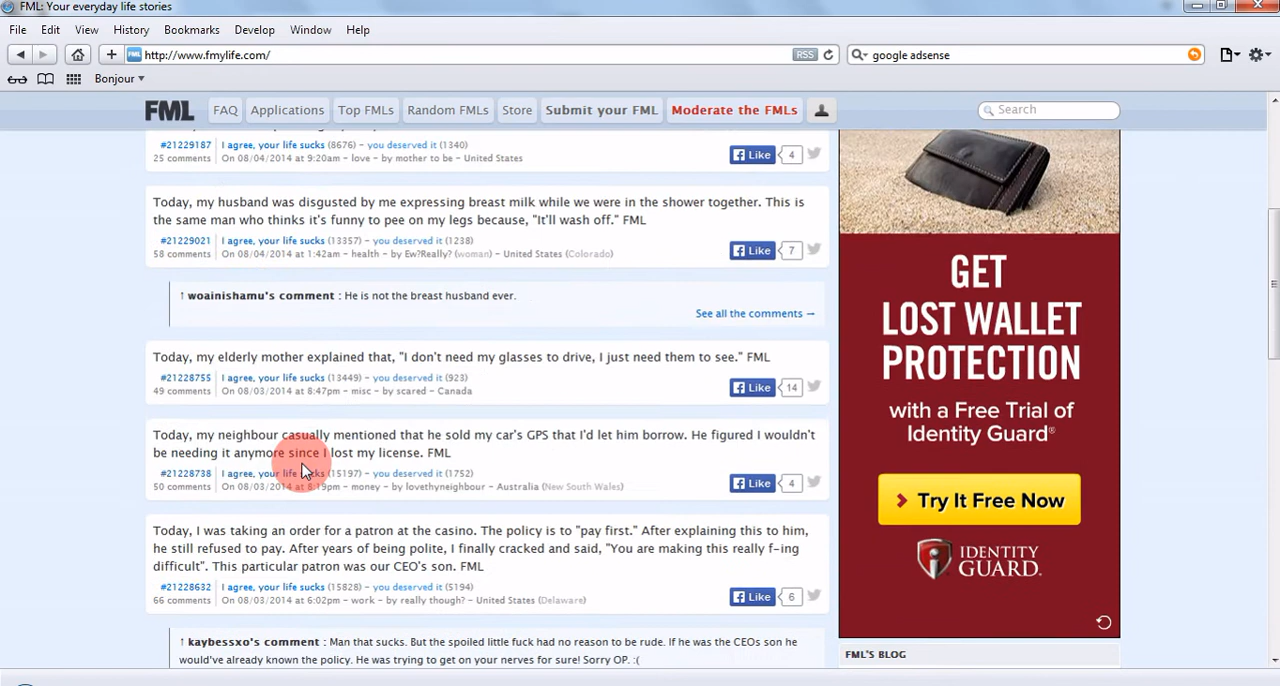 FML: Your everyday life stories
File Edit View History Bookmarks Develop Window Help
http://www.fmylife.com/ RSS google adsense
Bonjour
FML FAQ Applications Top FMLs Random FMLs Store Submit your FML Moderate the FMLs Search
#21229187 I agree, your life sucks (8676) - you deserved it (1340)
25 comments On 08/04/2014 at 9:20am - love - by mother to be - United States
Like 4
Today, my husband was disgusted by me expressing breast milk while we were in the shower together. This is
the same man who thinks it's funny to pee on my legs because, "It'll wash off." FML
#21229021 I agree, your life sucks (13357) - you deserved it (1238)
58 comments On 08/04/2014 at 1:42am - health - by Ew?Really? (woman) - United States (Colorado)
Like 7
↑ woainishamu's comment : He is not the breast husband ever.
See all the comments →
Today, my elderly mother explained that, "I don't need my glasses to drive, I just need them to see." FML
#21228755 I agree, your life sucks (13449) - you deserved it (923)
49 comments On 08/03/2014 at 8:47pm - misc - by scared - Canada
Like 14
Today, my neighbour casually mentioned that he sold my car's GPS that I'd let him borrow. He figured I wouldn't
be needing it anymore since I lost my license. FML
#21228738 I agree, your life sucks (15197) - you deserved it (1752)
50 comments On 08/03/2014 at 8:19pm - money - by lovethyneighbour - Australia (New South Wales)
Like 4
Today, I was taking an order for a patron at the casino. The policy is to "pay first." After explaining this to him,
he still refused to pay. After years of being polite, I finally cracked and said, "You are making this really f-ing
difficult". This particular patron was our CEO's son. FML
#21228632 I agree, your life sucks (15828) - you deserved it (5194)
66 comments On 08/03/2014 at 6:02pm - work - by really though? - United States (Delaware)
Like 6
↑ kaybessxo's comment : Man that sucks. But the spoiled little fuck had no reason to be rude. If he was the CEOs son he
would've already known the policy. He was trying to get on your nerves for sure! Sorry OP. :(
GET
LOST WALLET
PROTECTION
with a Free Trial of
Identity Guard®
Try It Free Now
IDENTITY
GUARD.
FML'S BLOG